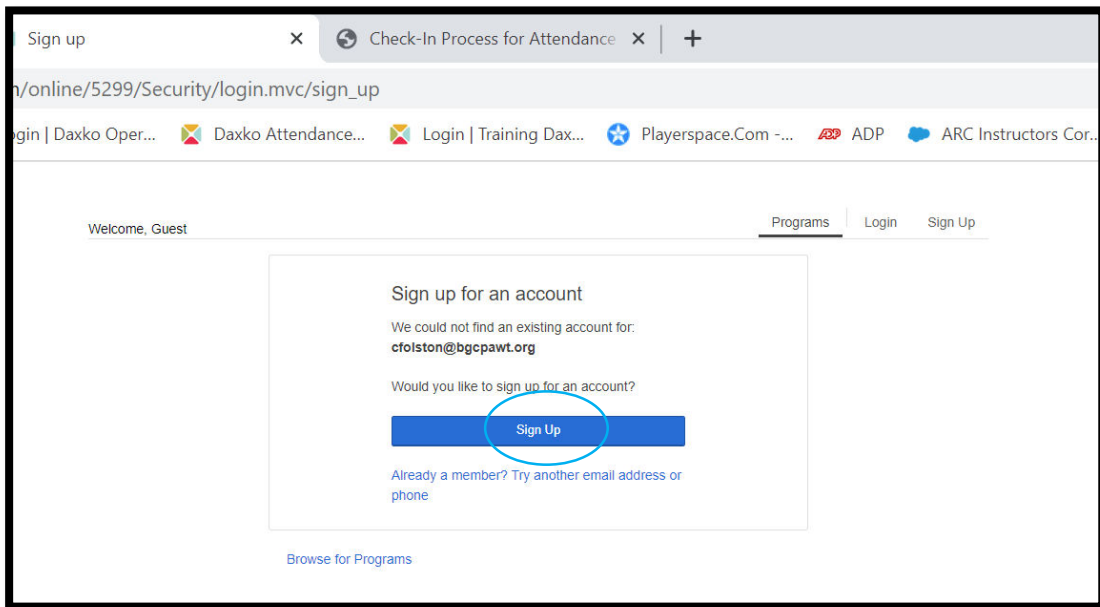 Sign up
Check-In Process for Attendance
/online/5299/Security/login.mvc/sign_up
gin | Daxko Oper... Daxko Attendance... Login | Training Dax... Playerspace.Com -... ADP ADP ARC Instructors Cor...
Welcome, Guest
Programs Login Sign Up
Sign up for an account
We could not find an existing account for:
cfolston@bgcpawt.org
Would you like to sign up for an account?
Sign Up
Already a member? Try another email address or
phone
Browse for Programs